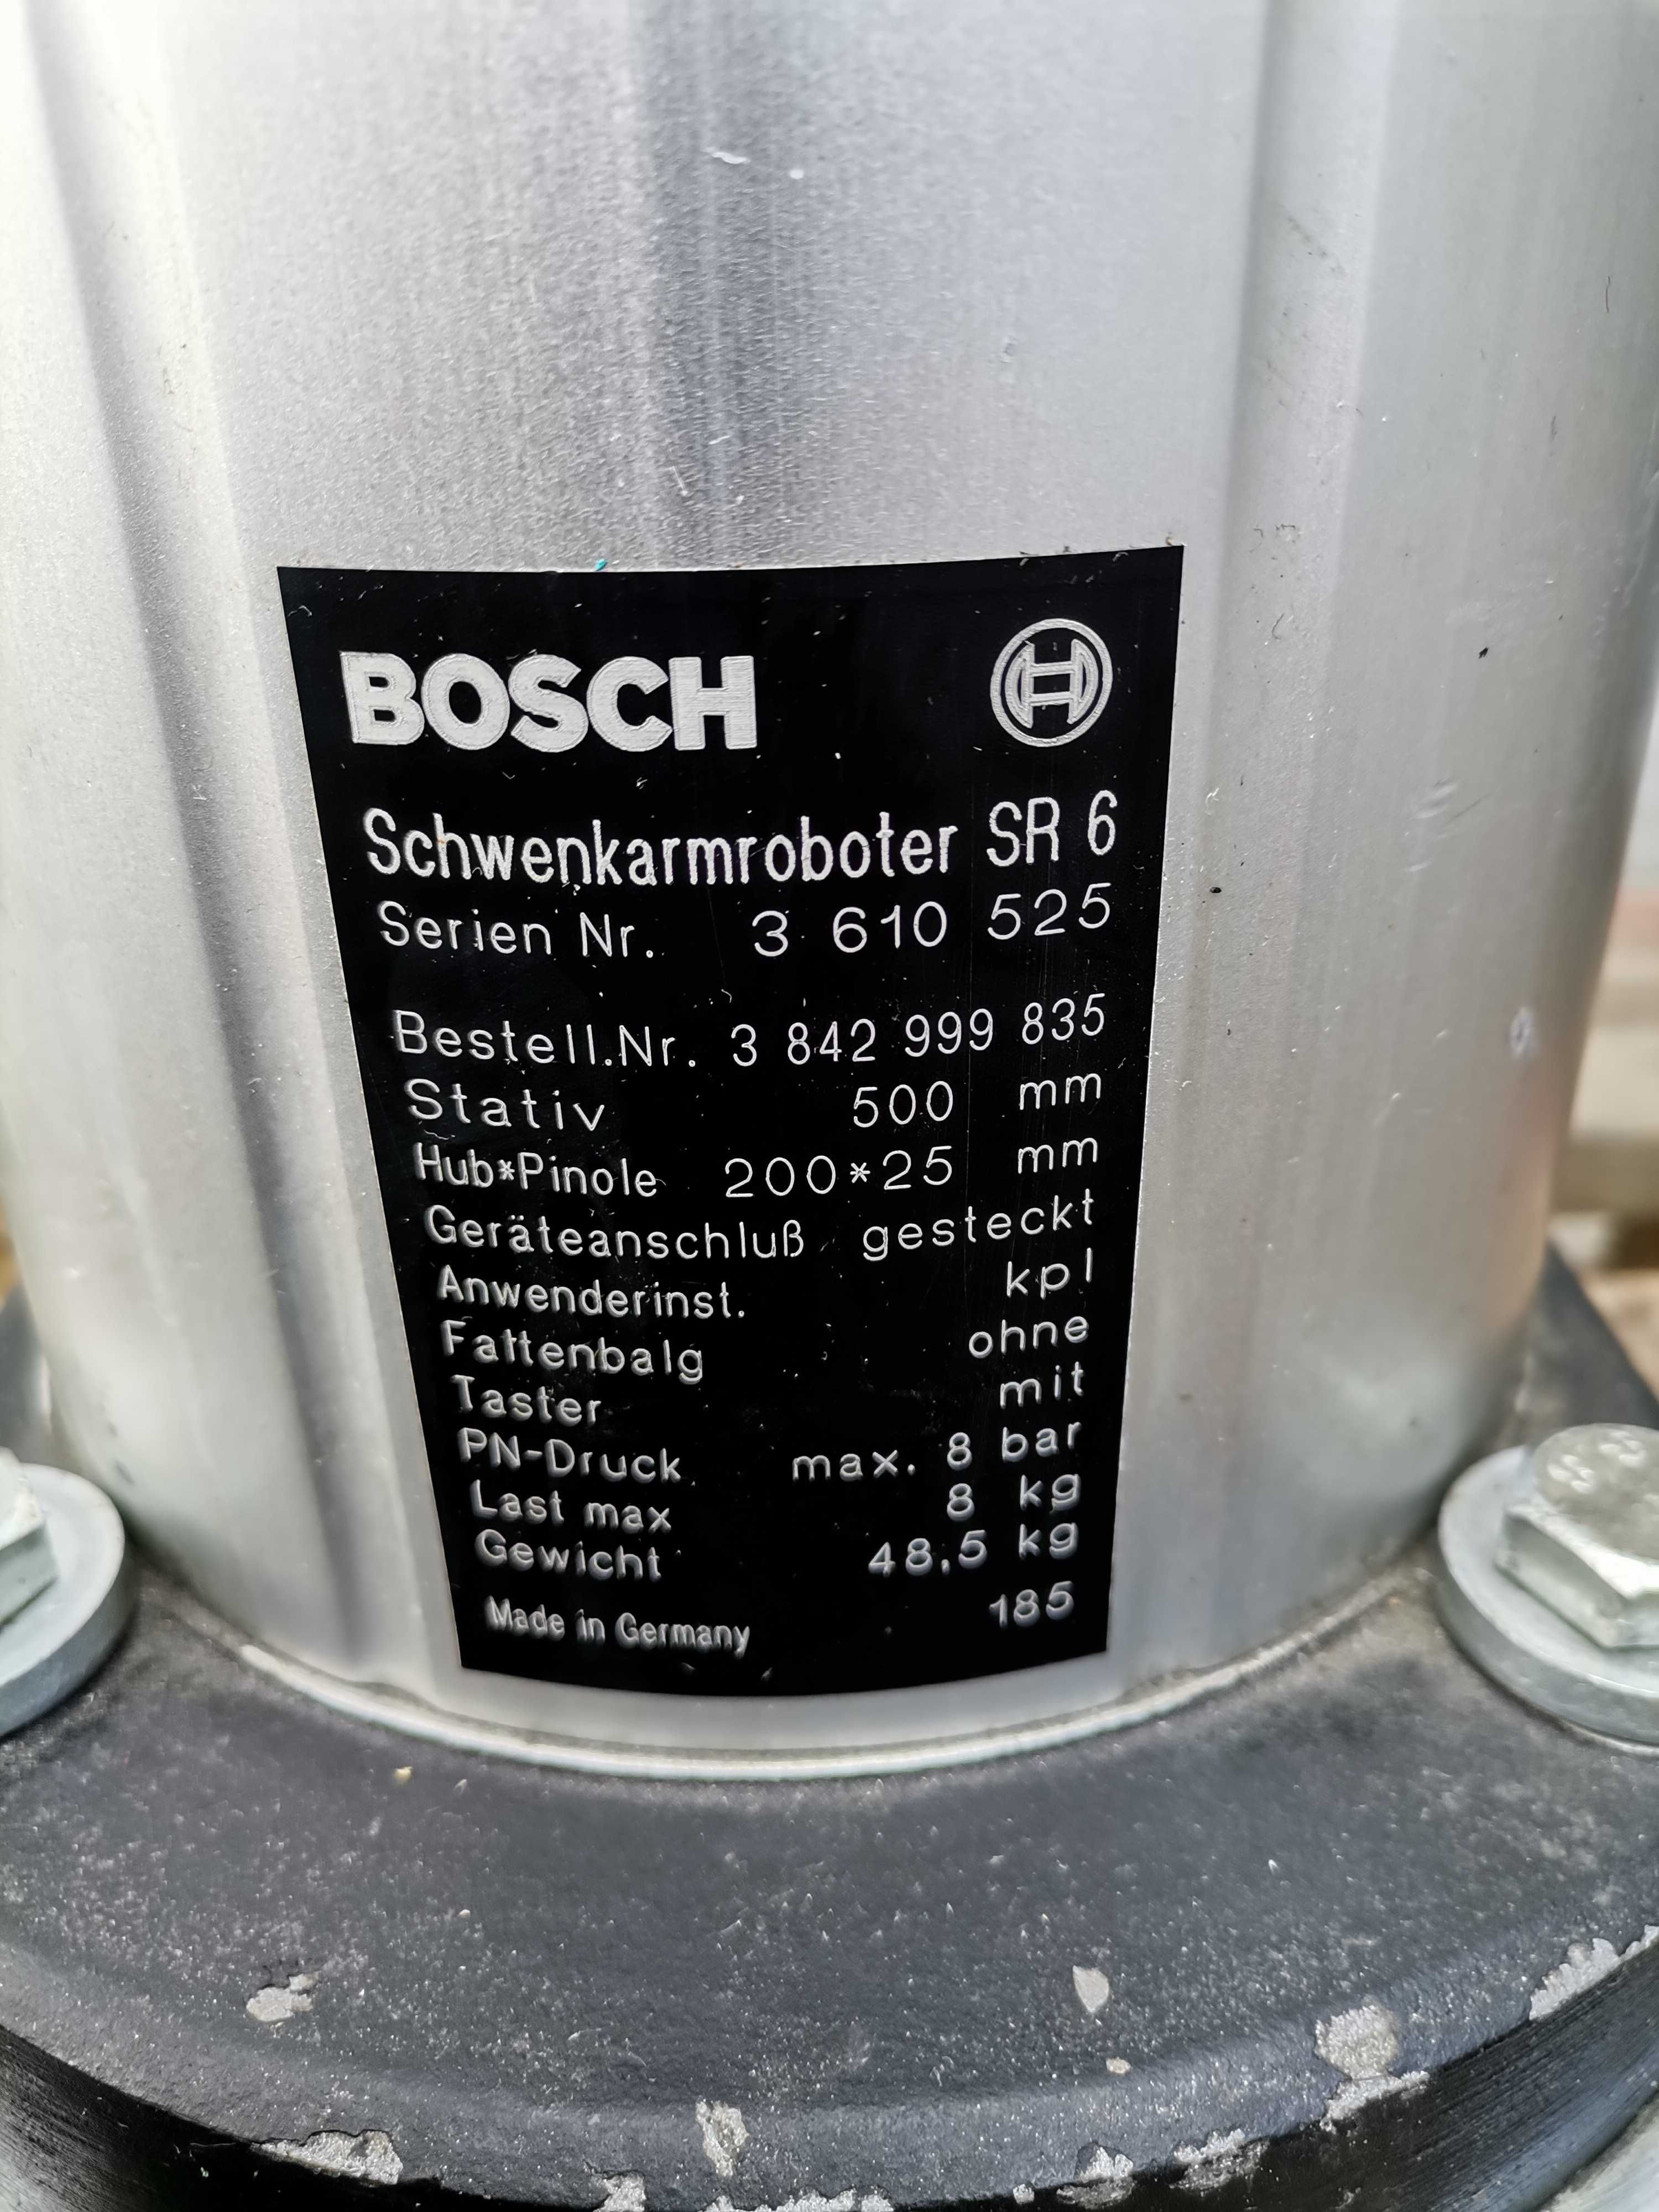 BOSCH
Schwenkarmroboter SR 6
Serien Nr. 3 610 525
Bestell.Nr. 3 842 999 835
Stativ 500 mm
Hub*Pinole 200*25 mm
Geräteanschluß gesteckt
Anwenderinst. kpl
Faltenbalg ohne
Taster mit
PN-Druck max. 8 bar
Last max 8 kg
Gewicht 48,5 kg
Made in Germany 185